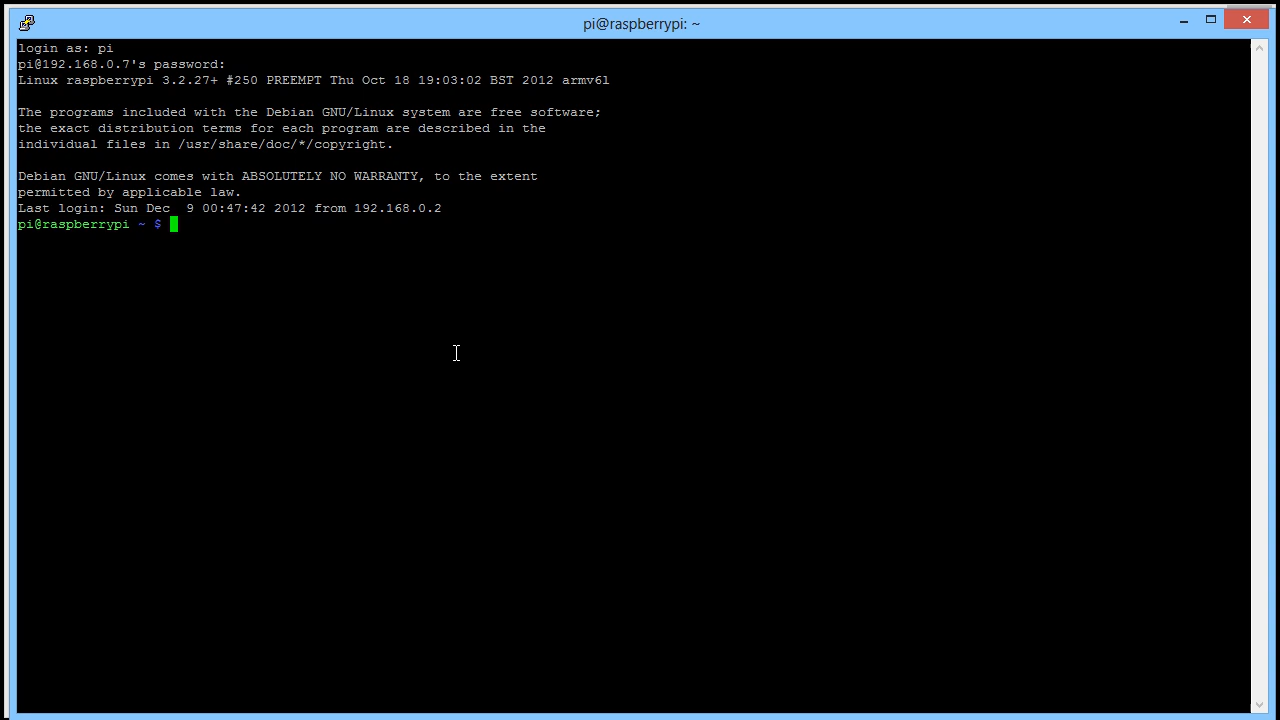 pi@raspberrypi: ~
login as: pi
pi@192.168.0.7's password:
Linux raspberrypi 3.2.27+ #250 PREEMPT Thu Oct 18 19:03:02 BST 2012 armv6l
The programs included with the Debian GNU/Linux system are free software;
the exact distribution terms for each program are described in the
individual files in /usr/share/doc/*/copyright.
Debian GNU/Linux comes with ABSOLUTELY NO WARRANTY, to the extent
permitted by applicable law.
Last login: Sun Dec  9 00:47:42 2012 from 192.168.0.2
pi@raspberrypi ~ $